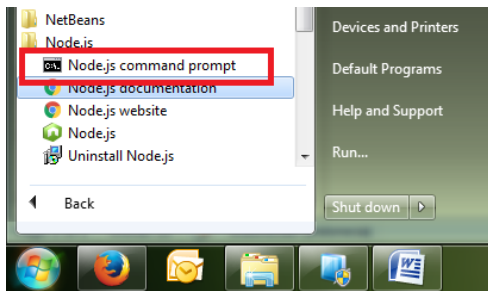 NetBeans
Node.js
Node.js command prompt
Node.js documentation
Node.js website
Node.js
Uninstall Node.js
Back
Devices and Printers
Default Programs
Help and Support
Run...
Shut down